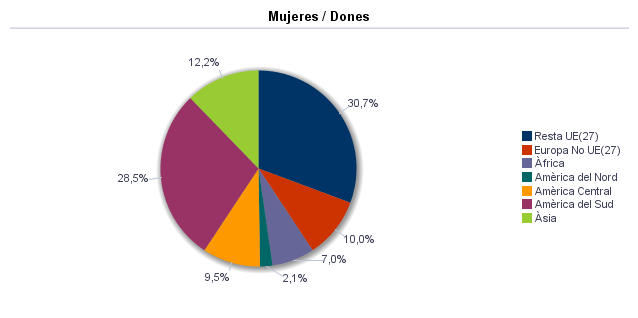 Mujeres / Dones
12,2%
30,7%
28,5%
10,0%
7,0%
9,5%
2,1%
Resta UE(27)
Europa No UE(27)
Àfrica
Amèrica del Nord
Amèrica Central
Amèrica del Sud
Àsia